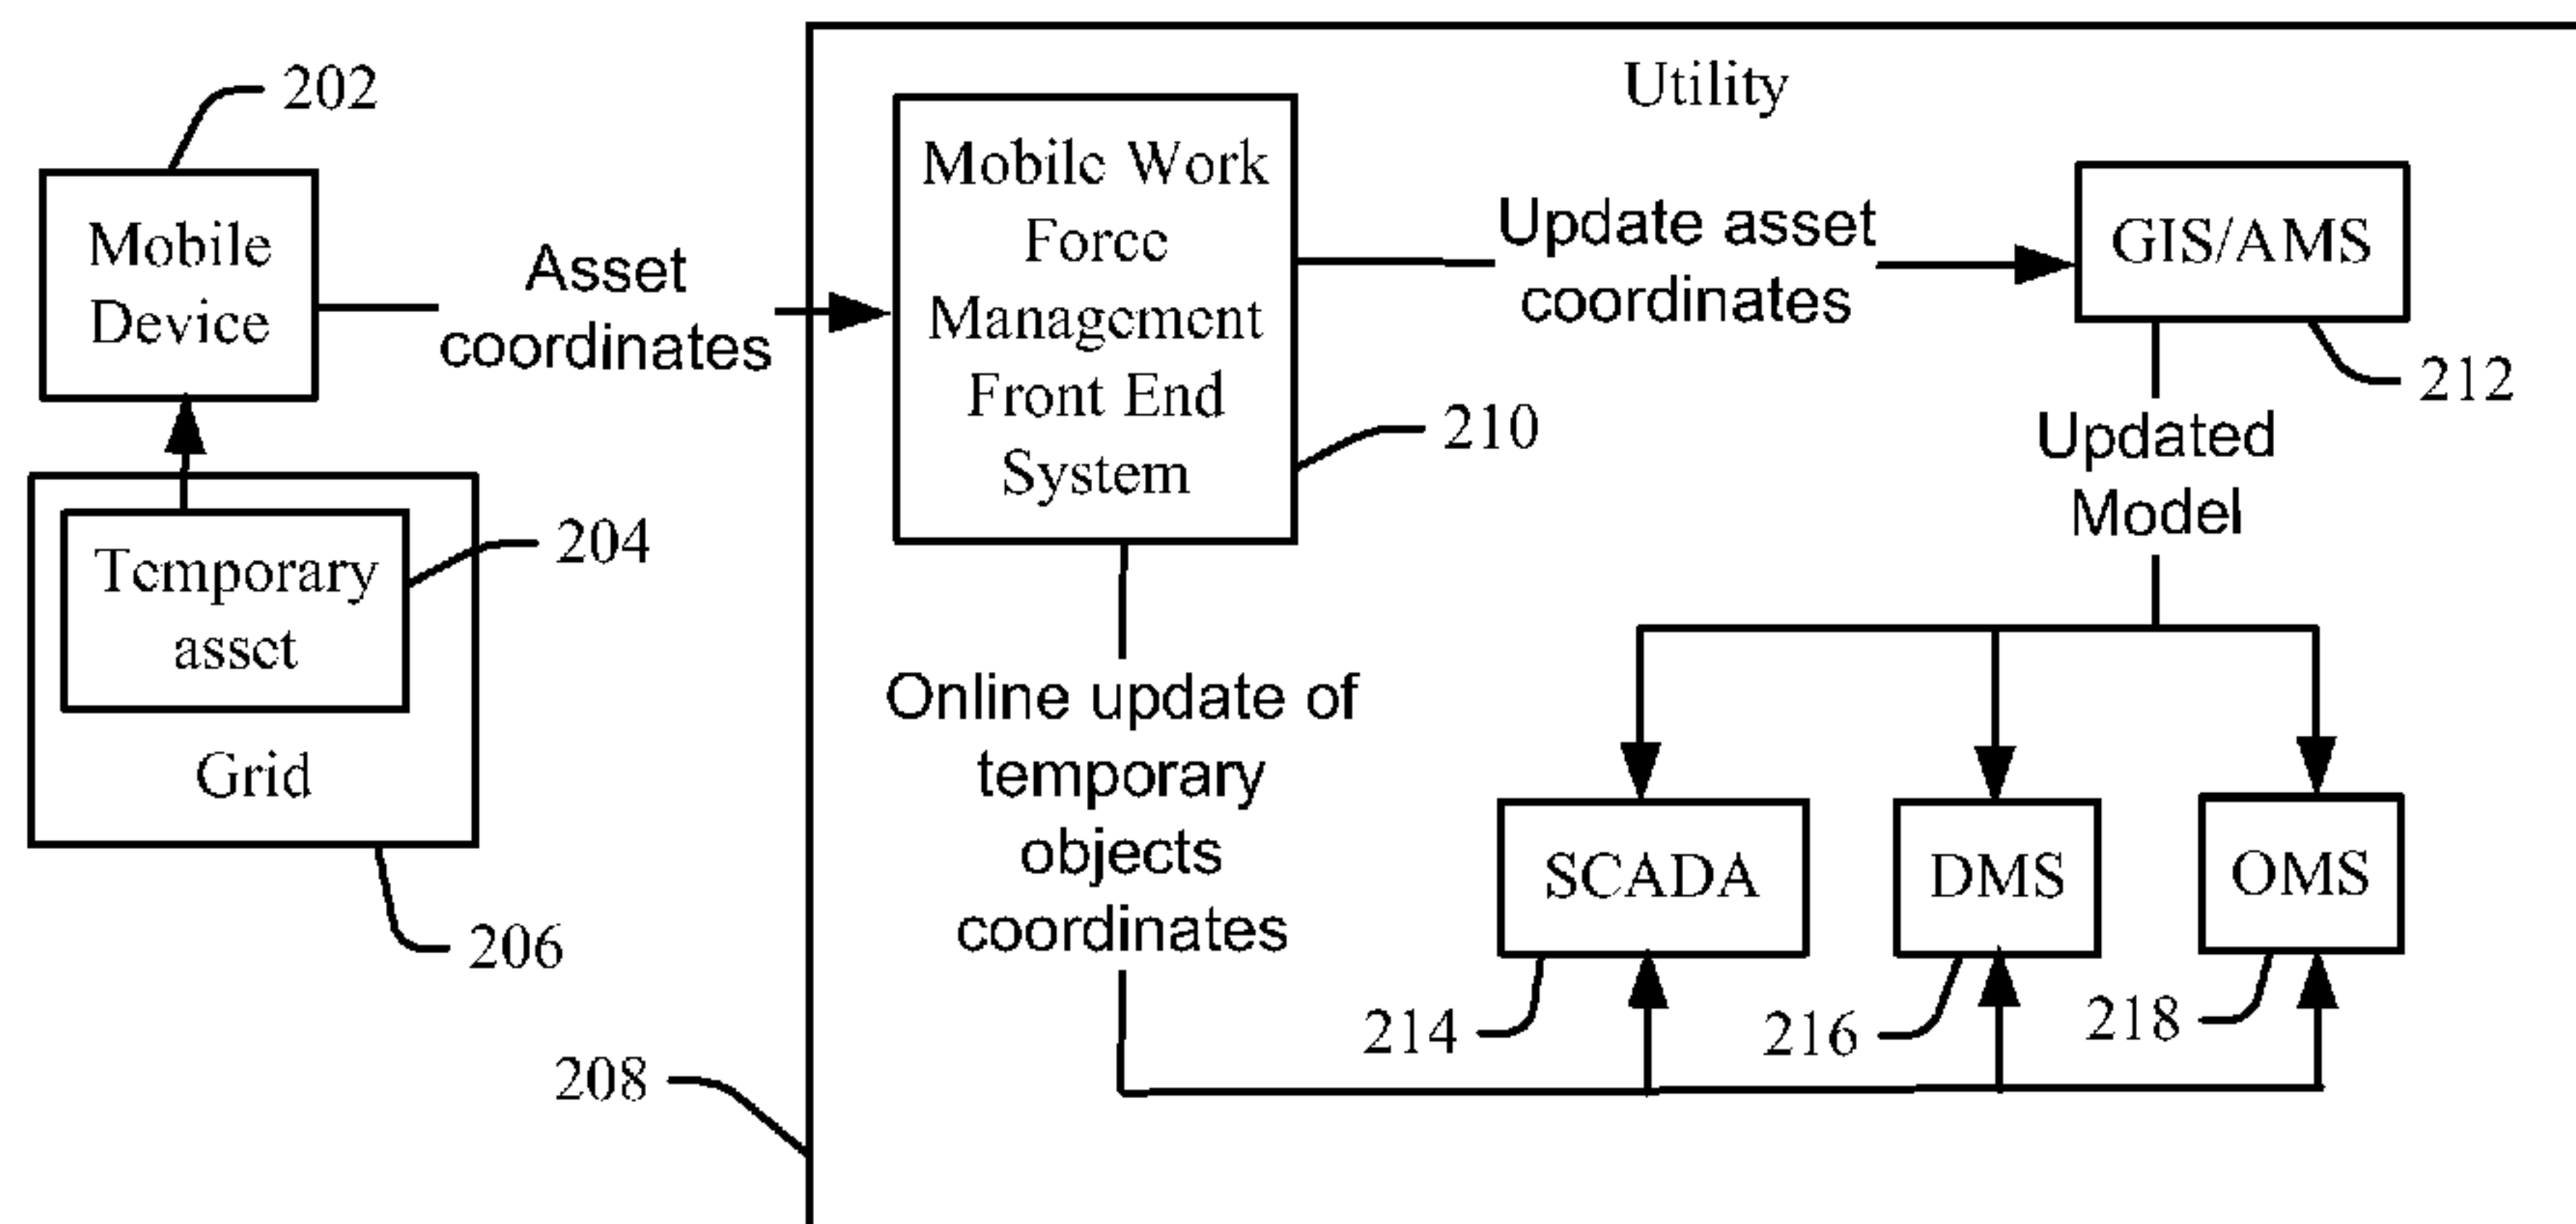 202
Mobile
Device
Asset
coordinates
Temporary
asset
204
Grid
206
208
Utility
Mobile Work
Force
Management
Front End
System
210
Update asset
coordinates
GIS/AMS
212
Updated
Model
Online update of
temporary
objects
coordinates
SCADA
DMS
OMS
214
216
218